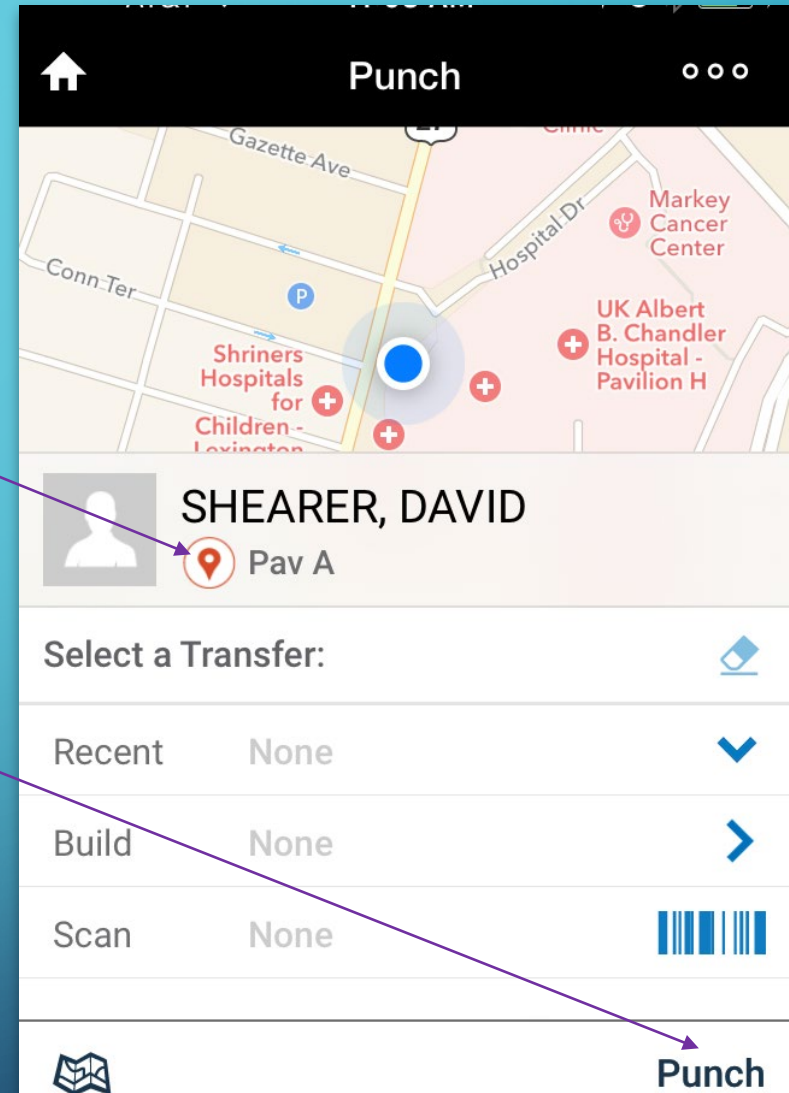 Punch
Gazette Ave
Conn Ter
P
Hospital Dr
Markey
Cancer
Center
UK Albert
B. Chandler
Hospital -
Pavilion H
Shriners
Hospitals
for
Children -
SHEARER, DAVID
Pav A
Select a Transfer:
Recent None
Build None
Scan None
Punch